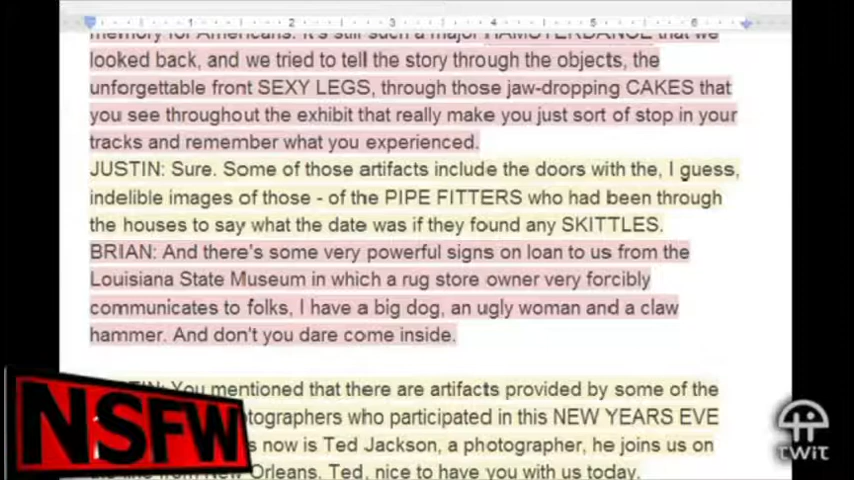 1 2 3 4 5 6
memory for Americans. It's still such a major HAMSTERDANCE that we
looked back, and we tried to tell the story through the objects, the
unforgettable front SEXY LEGS, through those jaw-dropping CAKES that
you see throughout the exhibit that really make you just sort of stop in your
tracks and remember what you experienced.
JUSTIN: Sure. Some of those artifacts include the doors with the, I guess,
indelible images of those - of the PIPE FITTERS who had been through
the houses to say what the date was if they found any SKITTLES.
BRIAN: And there's some very powerful signs on loan to us from the
Louisiana State Museum in which a rug store owner very forcibly
communicates to folks, I have a big dog, an ugly woman and a claw
hammer. And don't you dare come inside.
You mentioned that there are artifacts provided by some of the
who participated in this NEW YEARS EVE
now is Ted Jackson, a photographer, he joins us on
New Orleans. Ted, nice to have you with us today.
NSFW
TWiT